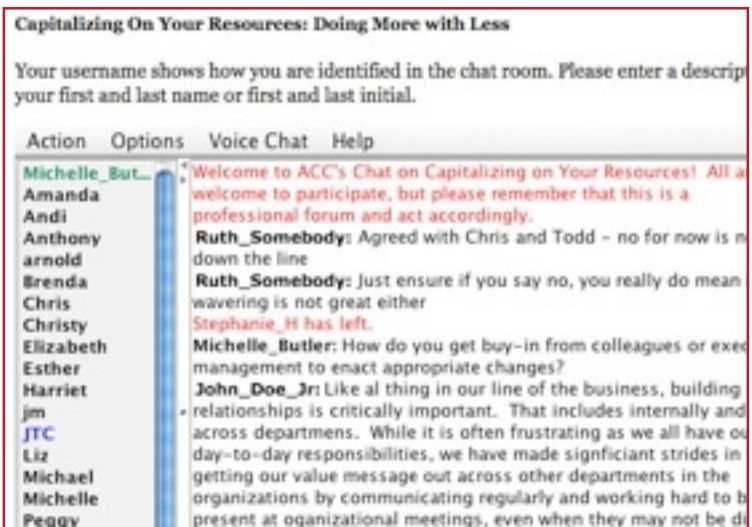 Capitalizing On Your Resources: Doing More with Less
Your username shows how you are identified in the chat room. Please enter a descript
your first and last name or first and last initial.
Action Options Voice Chat Help
Michelle_But...
Amanda
Andi
Anthony
arnold
Brenda
Chris
Christy
Elizabeth
Esther
Harriet
jm
JTC
Liz
Michael
Michelle
Peggy
Welcome to ACC's Chat on Capitalizing on Your Resources! All a
welcome to participate, but please remember that this is a
professional forum and act accordingly.
Ruth_Somebody: Agreed with Chris and Todd - no for now is n
down the line
Ruth_Somebody: Just ensure if you say no, you really do mean
wavering is not great either
Stephanie_H has left.
Michelle_Butler: How do you get buy-in from colleagues or exec
management to enact appropriate changes?
John_Doe_Jr: Like al thing in our line of the business, building
relationships is critically important. That includes internally and
across departmens. While it is often frustrating as we all have ou
day-to-day responsibilities, we have made signficiant strides in
getting our value message out across other departments in the
organizations by communicating regularly and working hard to b
present at oganizational meetings, even when they may not be di